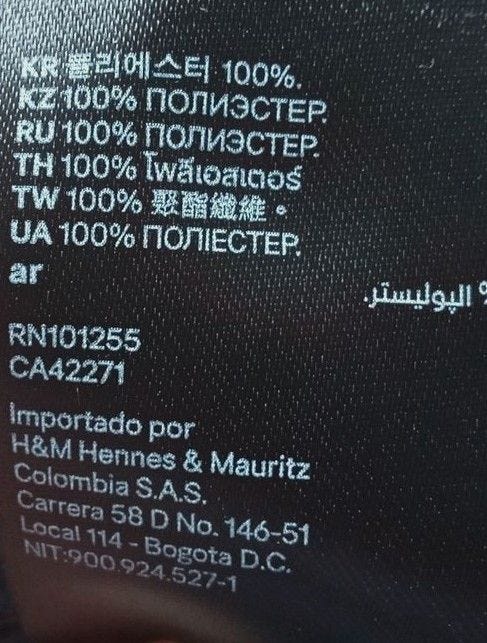 KR 폴리에스터 100%.
KZ 100% ПОЛИЭСТЕР.
RU 100% ПОЛИЭСТЕР.
TH 100% โพลีเอสเตอร์
TW 100% 聚酯纖維。
UA 100% ПОЛІЕСТЕР.
ar
% البوليستر.
RN101255
CA42271
Importado por
H&M Hennes & Mauritz
Colombia S.A.S.
Carrera 58 D No. 146-51
Local 114 - Bogota D.C.
NIT:900.924.527-1